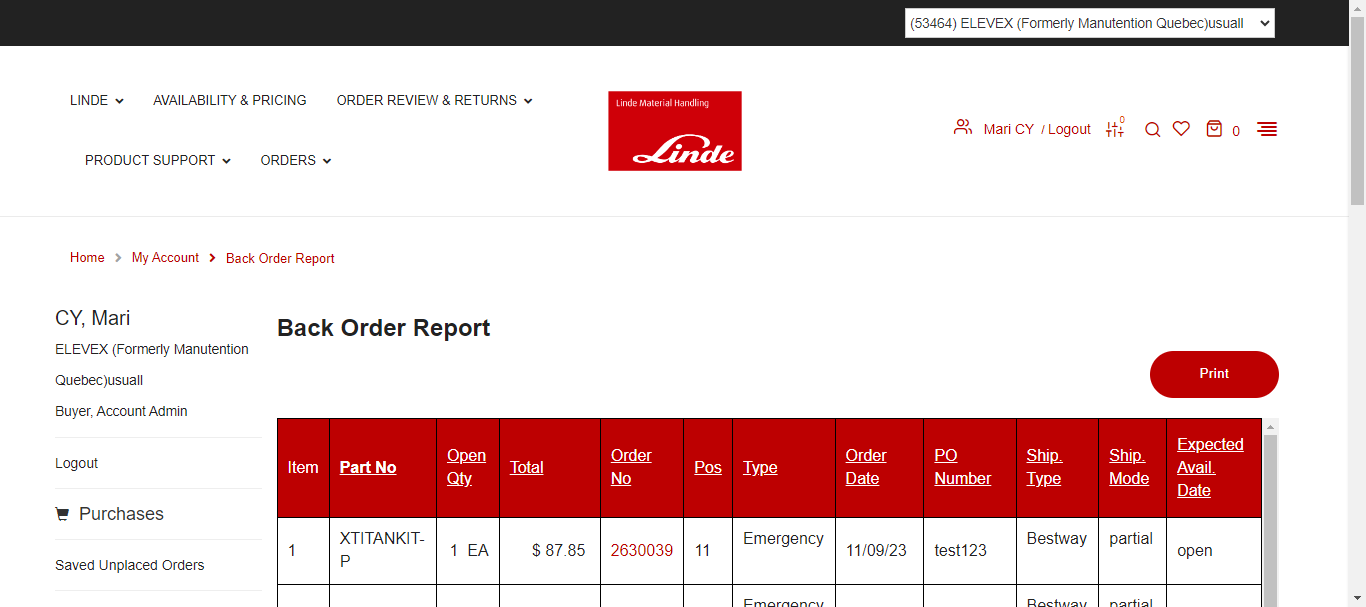 (53464) ELEVEX (Formerly Manutention Quebec)usuall
LINDE
AVAILABILITY & PRICING
ORDER REVIEW & RETURNS
PRODUCT SUPPORT
ORDERS
Linde Material Handling
Linde
Mari CY / Logout
0
0
Home
My Account
Back Order Report
CY, Mari
ELEVEX (Formerly Manutention
Quebec)usuall
Buyer, Account Admin
Logout
Purchases
Saved Unplaced Orders
Back Order Report
Print
Item Part No Open Qty Total Order No Pos Type Order Date PO Number Ship. Type Ship. Mode Expected Avail. Date
1 XTITANKIT-P 1 EA $ 87.85 2630039 11 Emergency 11/09/23 test123 Bestway partial open
Emergency Bestway partial